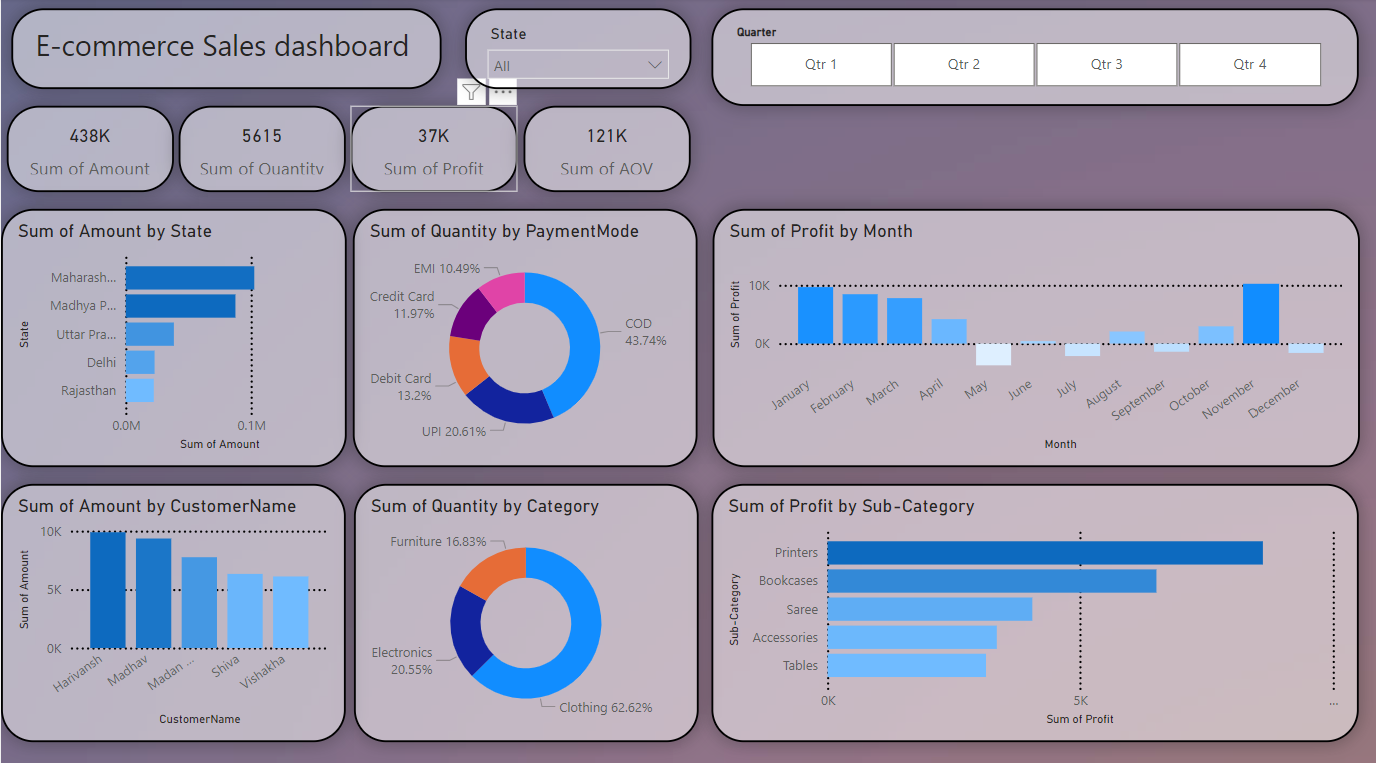 E-commerce Sales dashboard
State
All
Quarter
Qtr 1
Qtr 2
Qtr 3
Qtr 4
438K
Sum of Amount
5615
Sum of Quantity
37K
Sum of Profit
121K
Sum of AOV
Sum of Amount by State
State
Maharash...
Madhya P...
Uttar Pra...
Delhi
Rajasthan
0.0M
0.1M
Sum of Amount
Sum of Quantity by PaymentMode
EMI 10.49%
Credit Card
11.97%
Debit Card
13.2%
UPI 20.61%
COD
43.74%
Sum of Profit by Month
Sum of Profit
10K
0K
January
February
March
April
May
June
July
August
September
October
November
December
Month
Sum of Amount by CustomerName
Sum of Amount
10K
5K
0K
Harivansh
Madhav
Madan ...
Shiva
Vishakha
CustomerName
Sum of Quantity by Category
Furniture 16.83%
Electronics
20.55%
Clothing 62.62%
Sum of Profit by Sub-Category
Sub-Category
Printers
Bookcases
Saree
Accessories
Tables
0K
5K
...
Sum of Profit